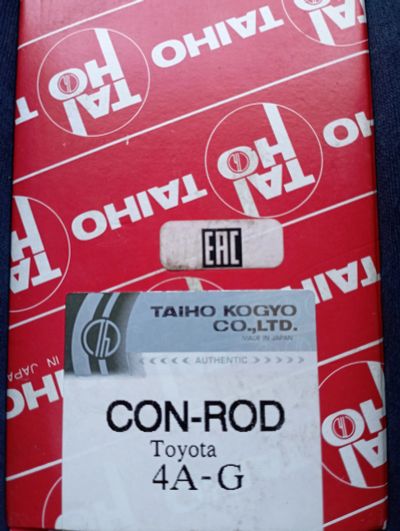 TAIHO
TAIHO
TAIHO
TAIHO
TAIHO
TAIHO
EAC
TAIHO KOGYO
CO.,LTD.
MADE IN JAPAN
AUTHENTIC
CON-ROD
Toyota
4A-G